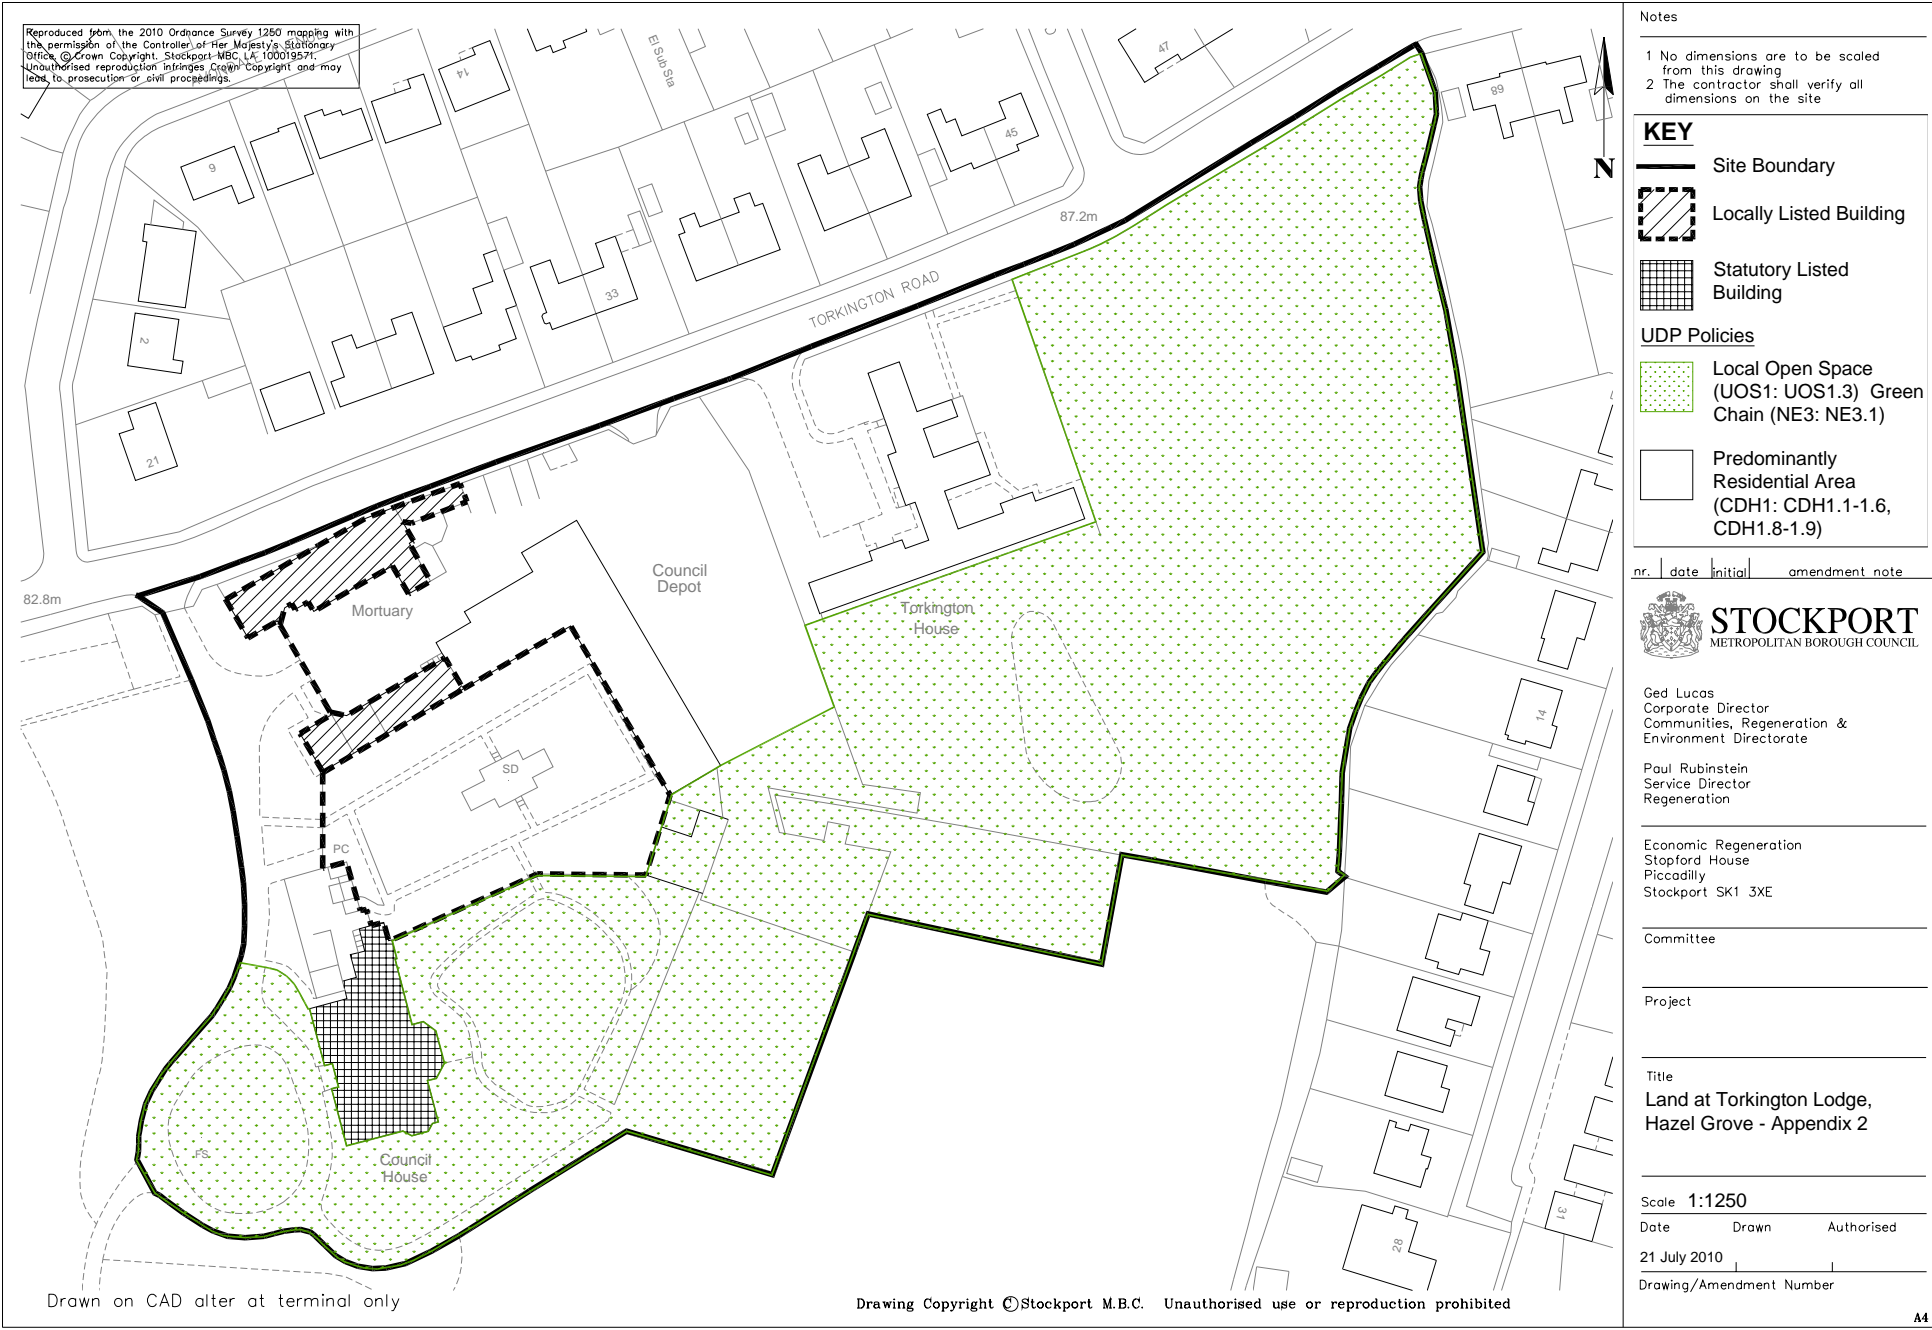 Reproduced from the 2010 Ordnance Survey 1250 mapping with
the permission of the Controller of Her Majesty's Stationary
Office, © Crown Copyright. Stockport MBC, LA 100019571.
Unauthorised reproduction infringes Crown Copyright and may
lead to prosecution or civil proceedings.
14
El Sub Sta
47
45
9
2
33
21
68
87.2m
TORKINGTON ROAD
82.8m
Mortuary
Council
Depot
Torkington
House
SD
PC
FS
Council
House
14
28
31
Drawn on CAD alter at terminal only
Drawing Copyright © Stockport M.B.C. Unauthorised use or reproduction prohibited
N
Notes
1 No dimensions are to be scaled
from this drawing
2 The contractor shall verify all
dimensions on the site
KEY
Site Boundary
Locally Listed Building
Statutory Listed
Building
UDP Policies
Local Open Space
(UOS1: UOS1.3) Green
Chain (NE3: NE3.1)
Predominantly
Residential Area
(CDH1: CDH1.1-1.6,
CDH1.8-1.9)
nr. date initial amendment note
STOCKPORT
METROPOLITAN BOROUGH COUNCIL
Ged Lucas
Corporate Director
Communities, Regeneration &
Environment Directorate
Paul Rubinstein
Service Director
Regeneration
Economic Regeneration
Stopford House
Piccadilly
Stockport SK1 3XE
Committee
Project
Title
Land at Torkington Lodge,
Hazel Grove - Appendix 2
Scale 1:1250
Date Drawn Authorised
21 July 2010
Drawing/Amendment Number
A4